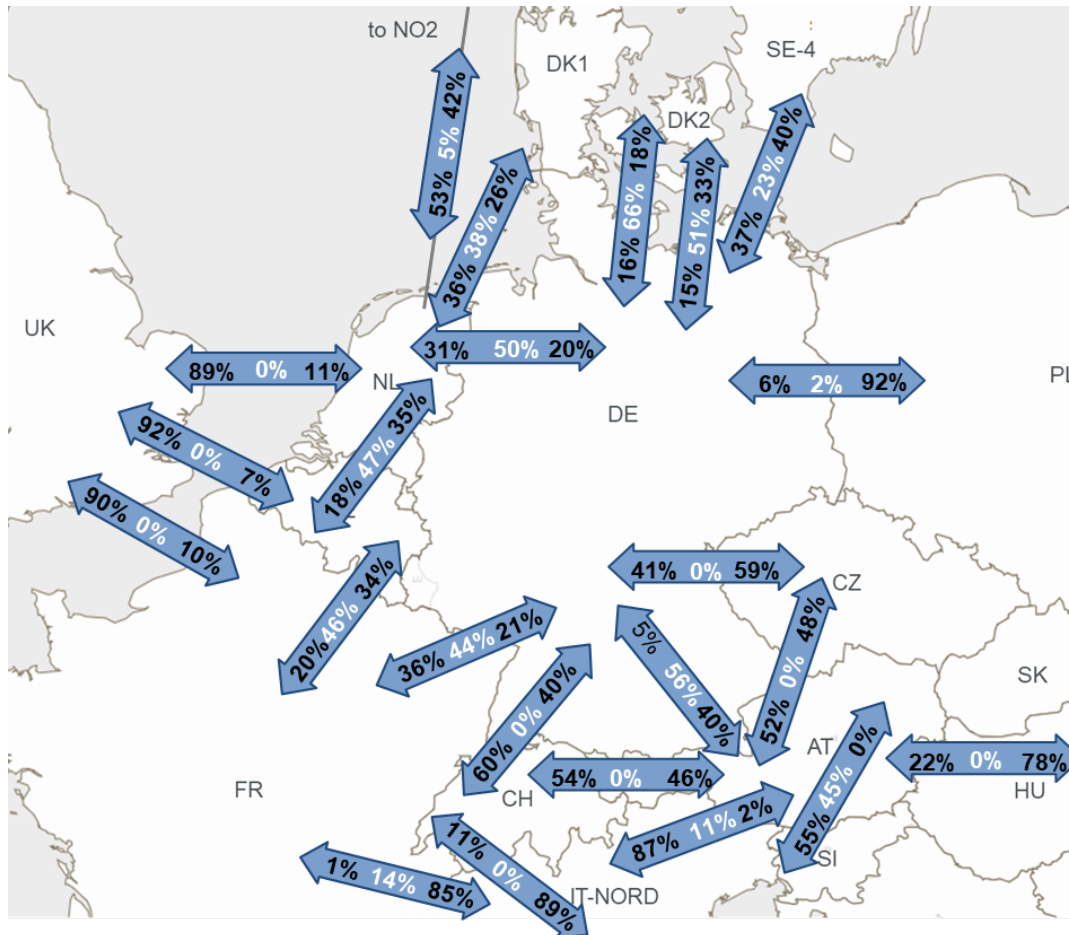 to NO2
DK1
SE-4
DK2
53% 5% 42%
36% 38% 26%
16% 66% 18%
15% 51% 33%
37% 23% 40%
UK
89% 0% 11%
NL
31% 50% 20%
6% 2% 92%
PL
DE
92% 0% 7%
18% 47% 35%
90% 0% 10%
20% 46% 34%
36% 44% 21%
41% 0% 59%
CZ
5% 56% 40%
52% 0% 48%
60% 0% 40%
SK
AT
55% 45% 0%
22% 0% 78%
HU
FR
54% 0% 46%
CH
87% 11% 2%
SI
1% 14% 85%
11% 0% 89%
IT-NORD